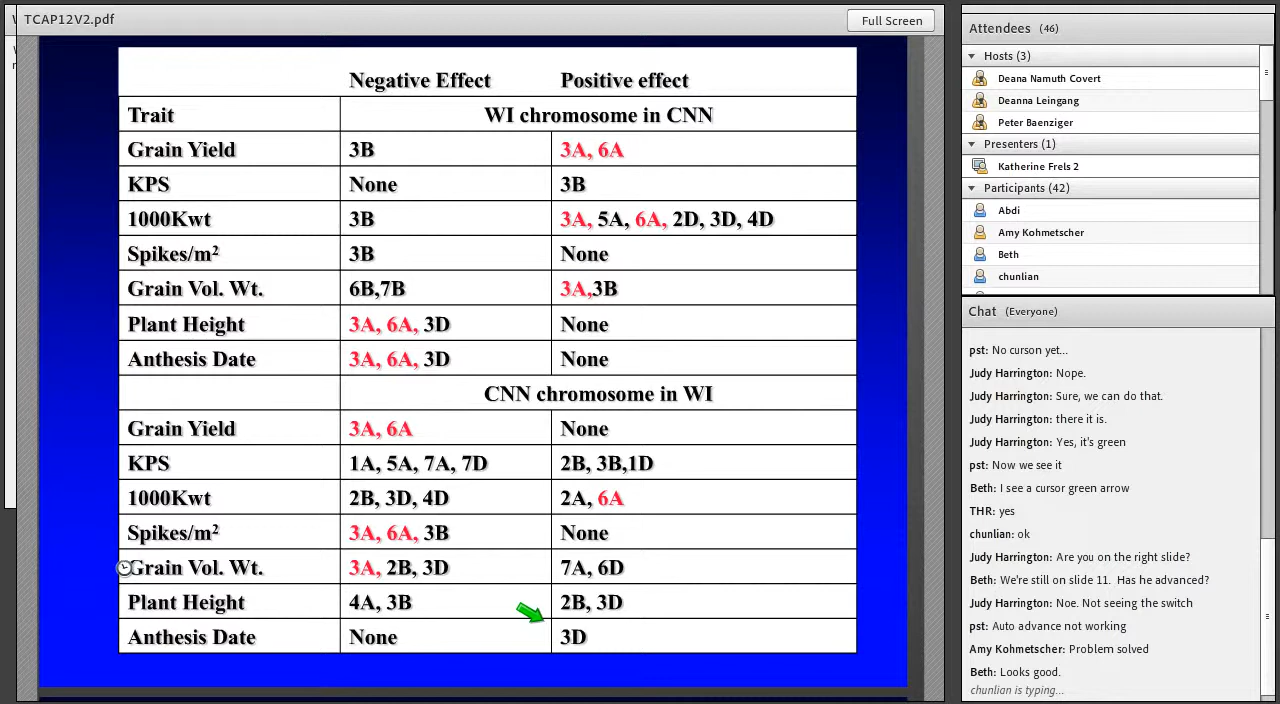 TCAP12V2.pdf
Full Screen
Negative Effect Positive effect
Trait WI chromosome in CNN
Grain Yield 3B 3A, 6A
KPS None 3B
1000Kwt 3B 3A, 5A, 6A, 2D, 3D, 4D
Spikes/m² 3B None
Grain Vol. Wt. 6B,7B 3A,3B
Plant Height 3A, 6A, 3D None
Anthesis Date 3A, 6A, 3D None
CNN chromosome in WI
Grain Yield 3A, 6A None
KPS 1A, 5A, 7A, 7D 2B, 3B,1D
1000Kwt 2B, 3D, 4D 2A, 6A
Spikes/m² 3A, 6A, 3B None
Grain Vol. Wt. 3A, 2B, 3D 7A, 6D
Plant Height 4A, 3B 2B, 3D
Anthesis Date None 3D
Attendees (46)
Hosts (3)
Deana Namuth Covert
Deanna Leingang
Peter Baenziger
Presenters (1)
Katherine Frels 2
Participants (42)
Abdi
Amy Kohmetscher
Beth
chunlian
Chat (Everyone)
pst: No curson yet...
Judy Harrington: Nope.
Judy Harrington: Sure, we can do that.
Judy Harrington: there it is.
Judy Harrington: Yes, it's green
pst: Now we see it
Beth: I see a cursor green arrow
THR: yes
chunlian: ok
Judy Harrington: Are you on the right slide?
Beth: We're still on slide 11. Has he advanced?
Judy Harrington: Noe. Not seeing the switch
pst: Auto advance not working
Amy Kohmetscher: Problem solved
Beth: Looks good.
chunlian is typing...